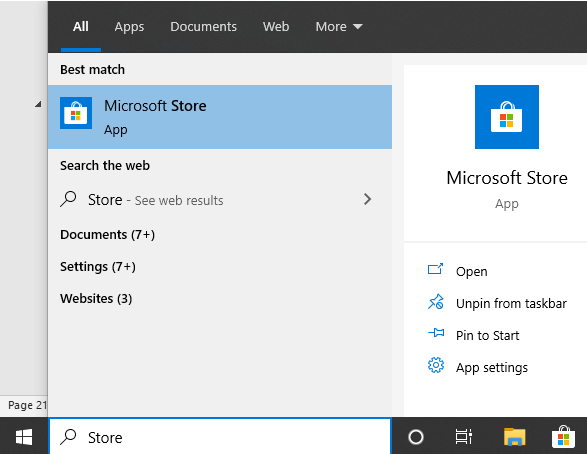 All Apps Documents Web More
Best match
Microsoft Store
App
Search the web
Store - See web results
Documents (7+)
Settings (7+)
Websites (3)
Microsoft Store
App
Open
Unpin from taskbar
Pin to Start
App settings
Page 21
Store